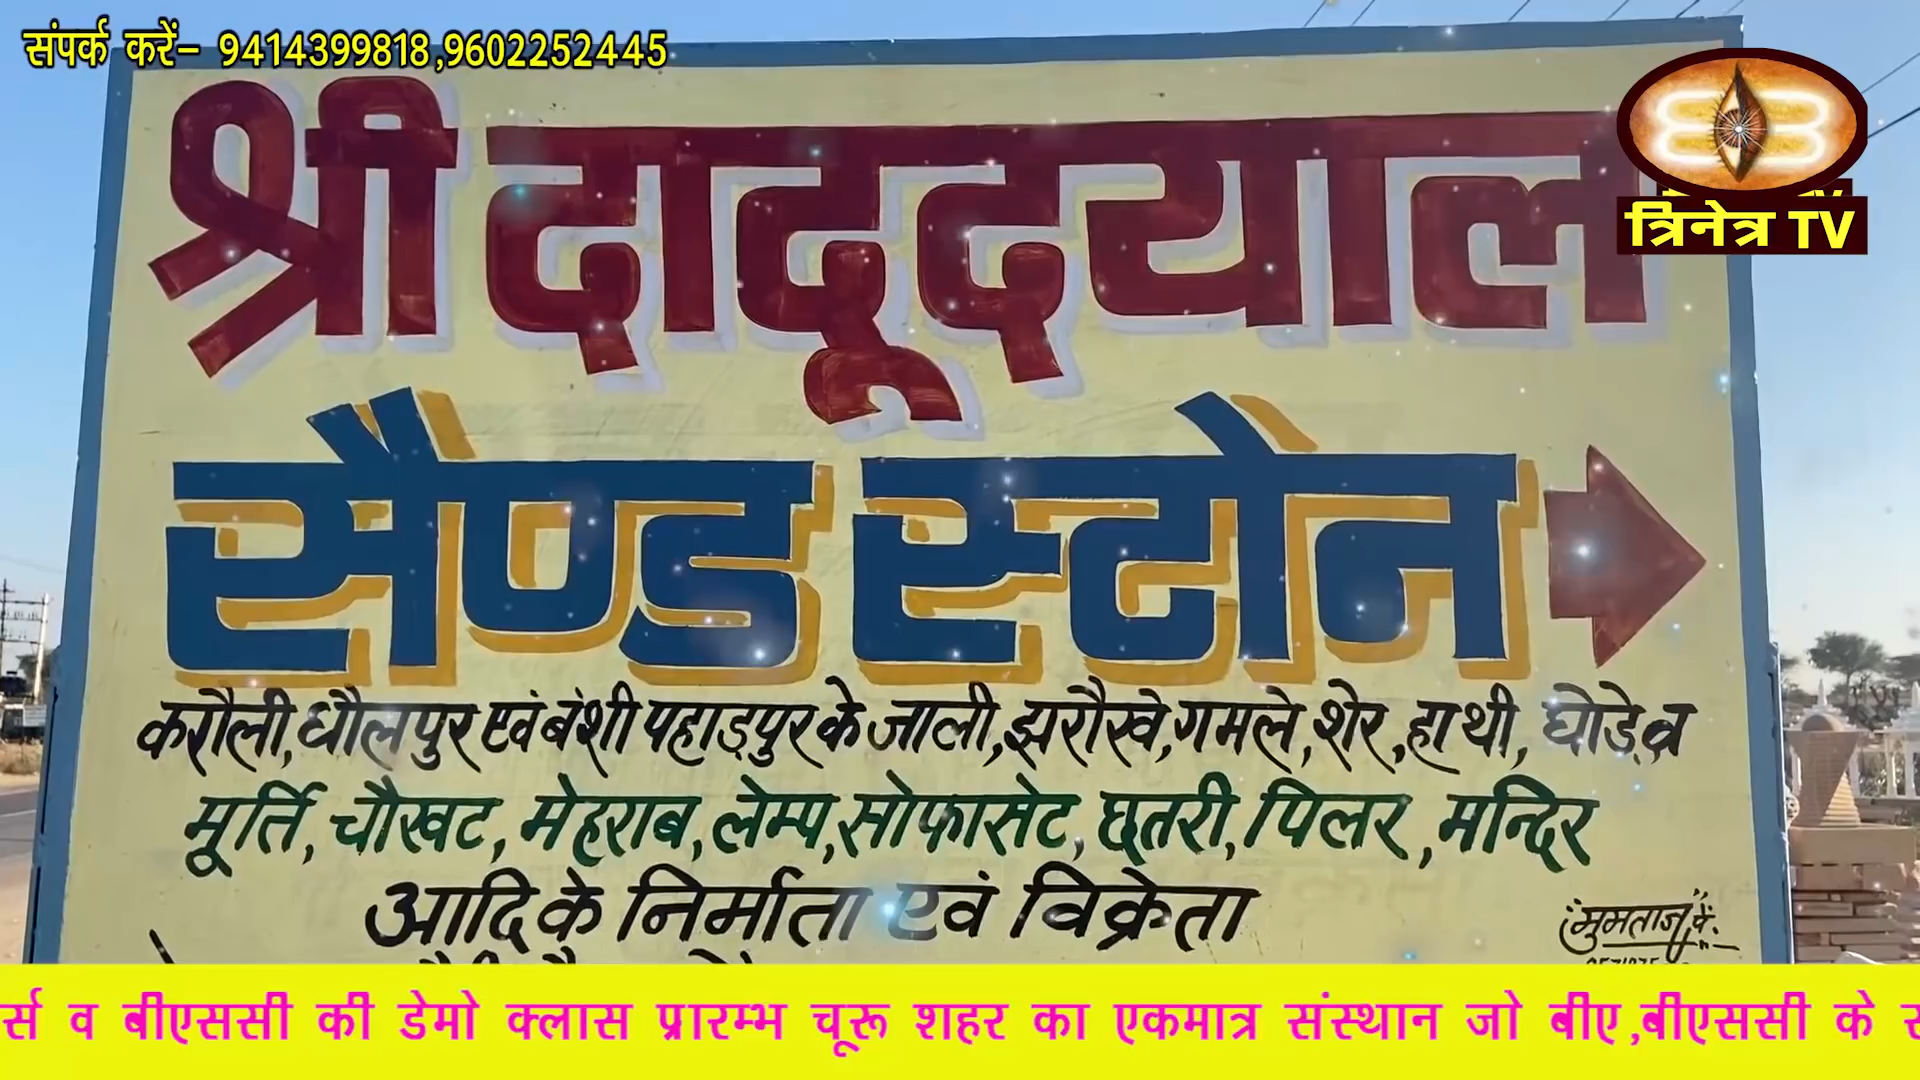 संपर्क करें- 9414399818,9602252445
त्रिनेत्र TV
श्री दादूदयाल
सैण्ड स्टोन
करौली, धौलपुर एवं बंशी पहाड़पुर के जाली, झरौखे, गमले, शेर, हाथी, घोड़े, व
मूर्ति, चौखट, मेहराब, लेम्प, सोफासेट, छतरी, पिलर, मन्दिर
आदि के निर्माता एवं विक्रेता
मुमताज पें.
र्स व बीएससी की डेमो क्लास प्रारम्भ चूरू शहर का एकमात्र संस्थान जो बीए,बीएससी के